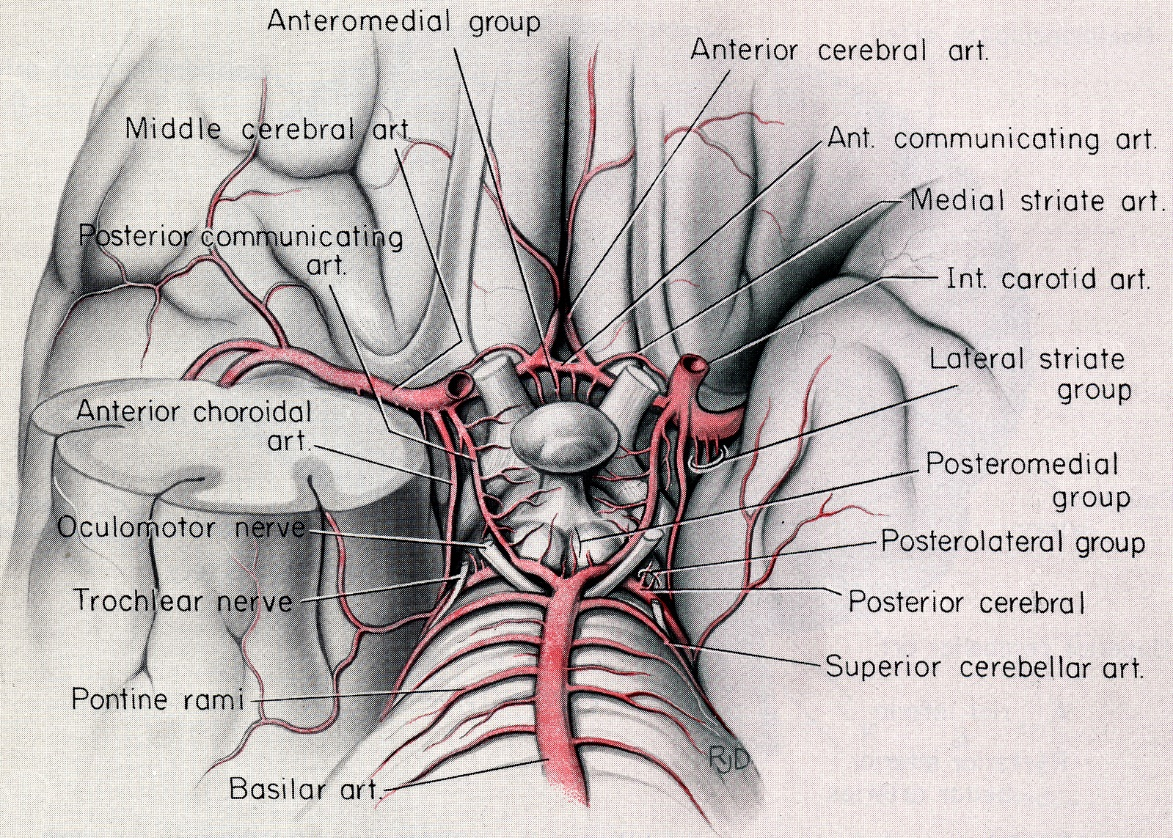 Anteromedial group
Anterior cerebral art.
Middle cerebral art.
Ant. communicating art.
Medial striate art.
Posterior communicating
art.
Int. carotid art.
Lateral striate
group
Anterior choroidal
art.
Posteromedial
group
Oculomotor nerve
Posterolateral group
Trochlear nerve
Posterior cerebral
Superior cerebellar art.
Pontine rami
RJD
Basilar art.